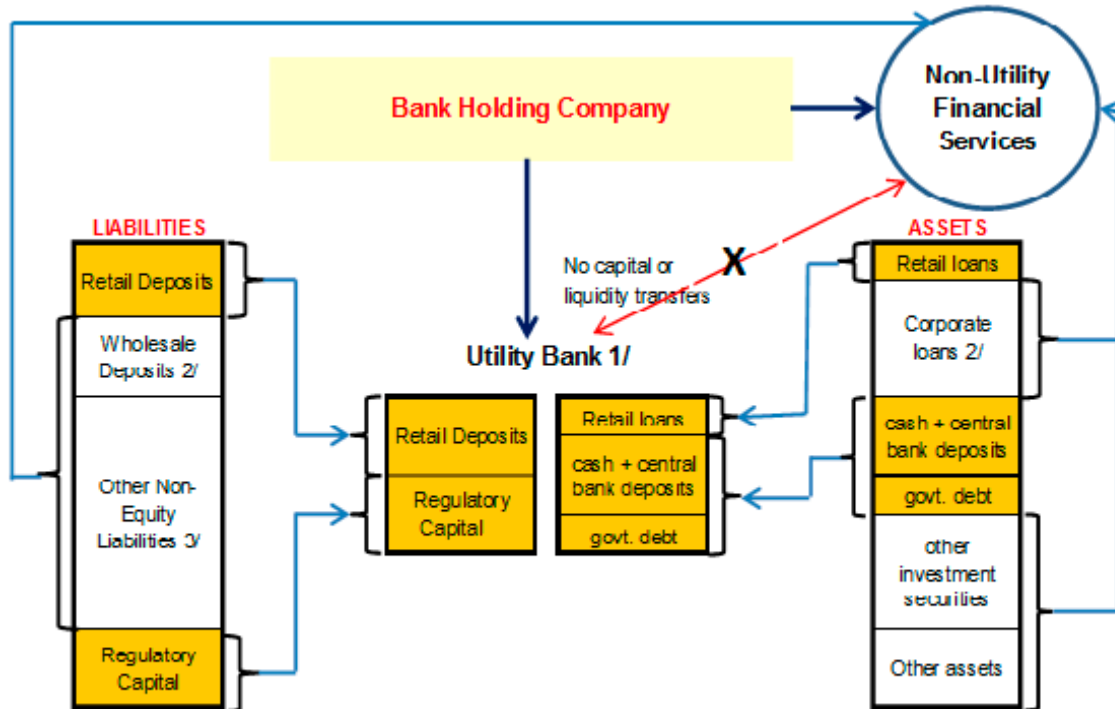 Non-Utility
Financial
Services
Bank Holding Company
LIABILITIES
Retail Deposits
Wholesale
Deposits 2/
Other Non-
Equity
Liabilities 3/
Regulatory
Capital
No capital or
liquidity transfers
X
Utility Bank 1/
Retail Deposits
Regulatory
Capital
Retail loans
cash + central
bank deposits
govt. debt
ASSETS
Retail loans
Corporate
loans 2/
cash + central
bank deposits
govt. debt
other
investment
securities
Other assets